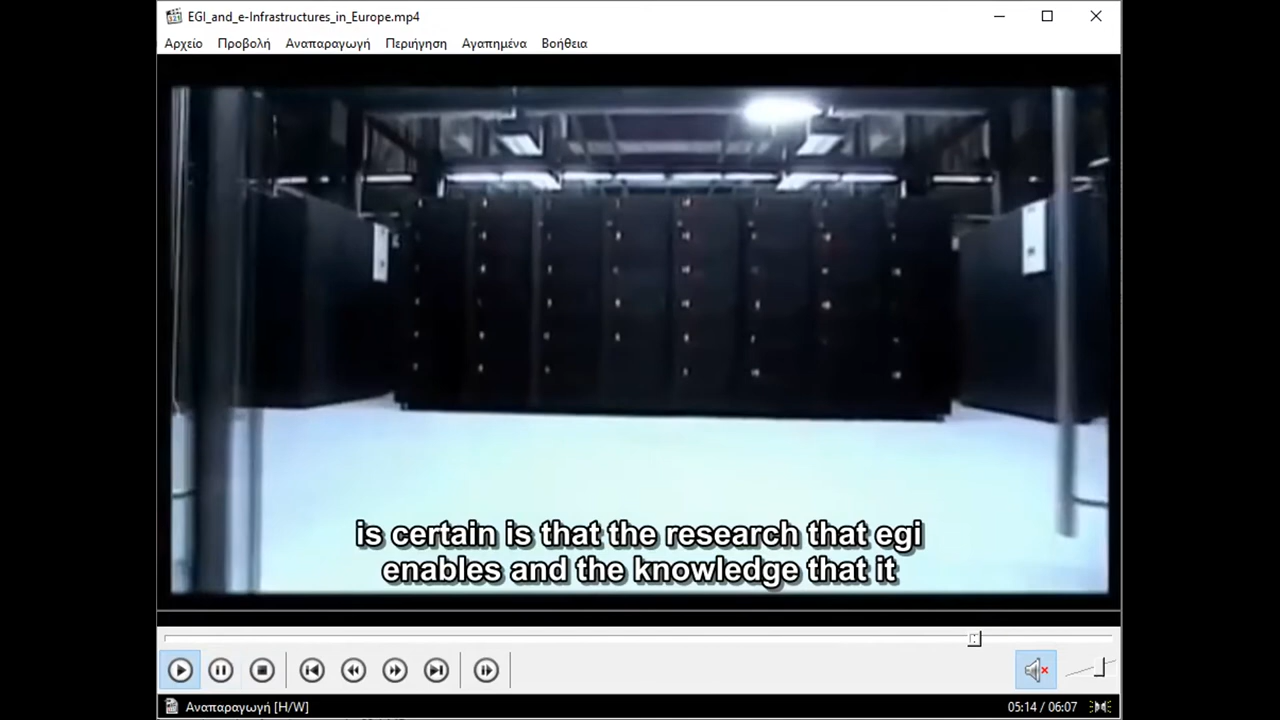 EGI_and_e-Infrastructures_in_Europe.mp4
Αρχείο Προβολή Αναπαραγωγή Περιήγηση Αγαπημένα Βοήθεια
is certain is that the research that egi
enables and the knowledge that it
Αναπαραγωγή [H/W]
05:14 / 06:07